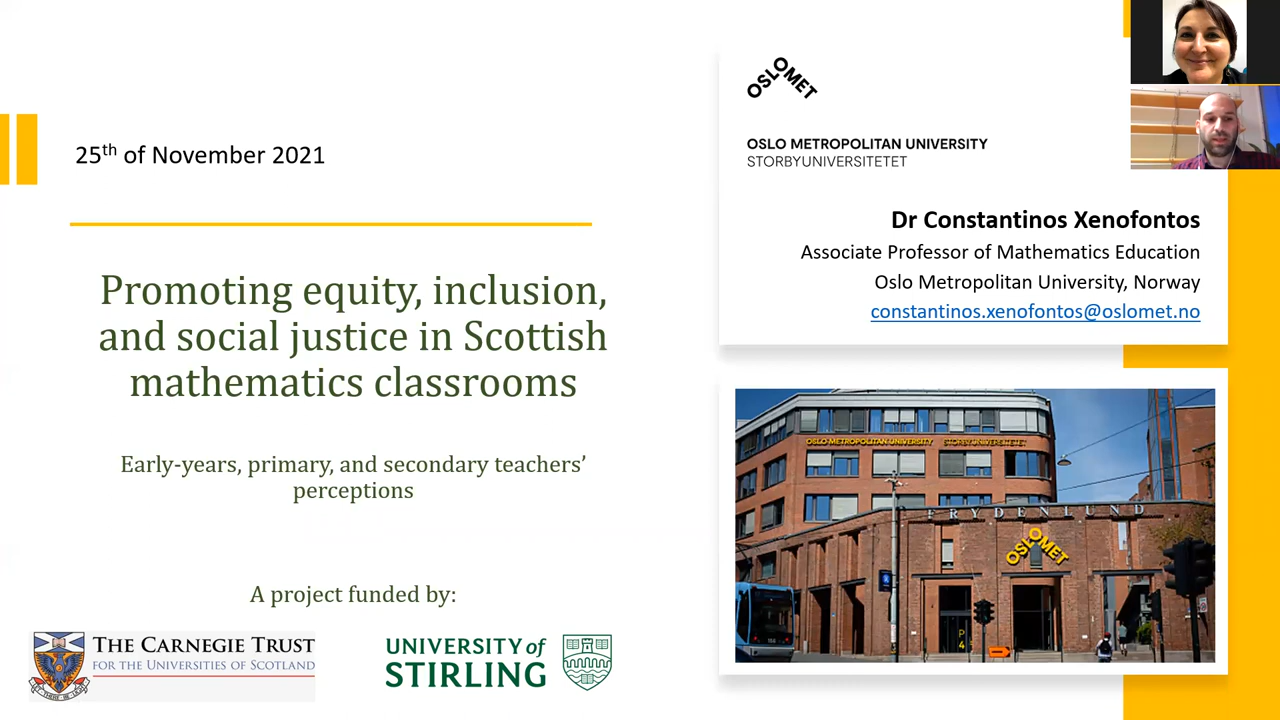 25th of November 2021
Promoting equity, inclusion,
and social justice in Scottish
mathematics classrooms
Early-years, primary, and secondary teachers’
perceptions
A project funded by:
THE CARNEGIE TRUST
FOR THE UNIVERSITIES OF SCOTLAND
UNIVERSITY of
STIRLING
OSLOMET
OSLO METROPOLITAN UNIVERSITY
STORBYUNIVERSITETET
Dr Constantinos Xenofontos
Associate Professor of Mathematics Education
Oslo Metropolitan University, Norway
constantinos.xenofontos@oslomet.no
OSLO METROPOLITAN UNIVERSITY STORBYUNIVERSITETET
FRYDENLUND
OSLOMET